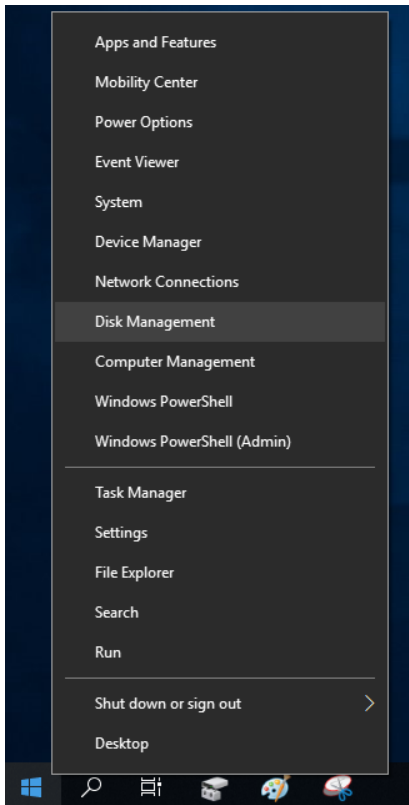 Apps and Features
Mobility Center
Power Options
Event Viewer
System
Device Manager
Network Connections
Disk Management
Computer Management
Windows PowerShell
Windows PowerShell (Admin)
Task Manager
Settings
File Explorer
Search
Run
Shut down or sign out
Desktop